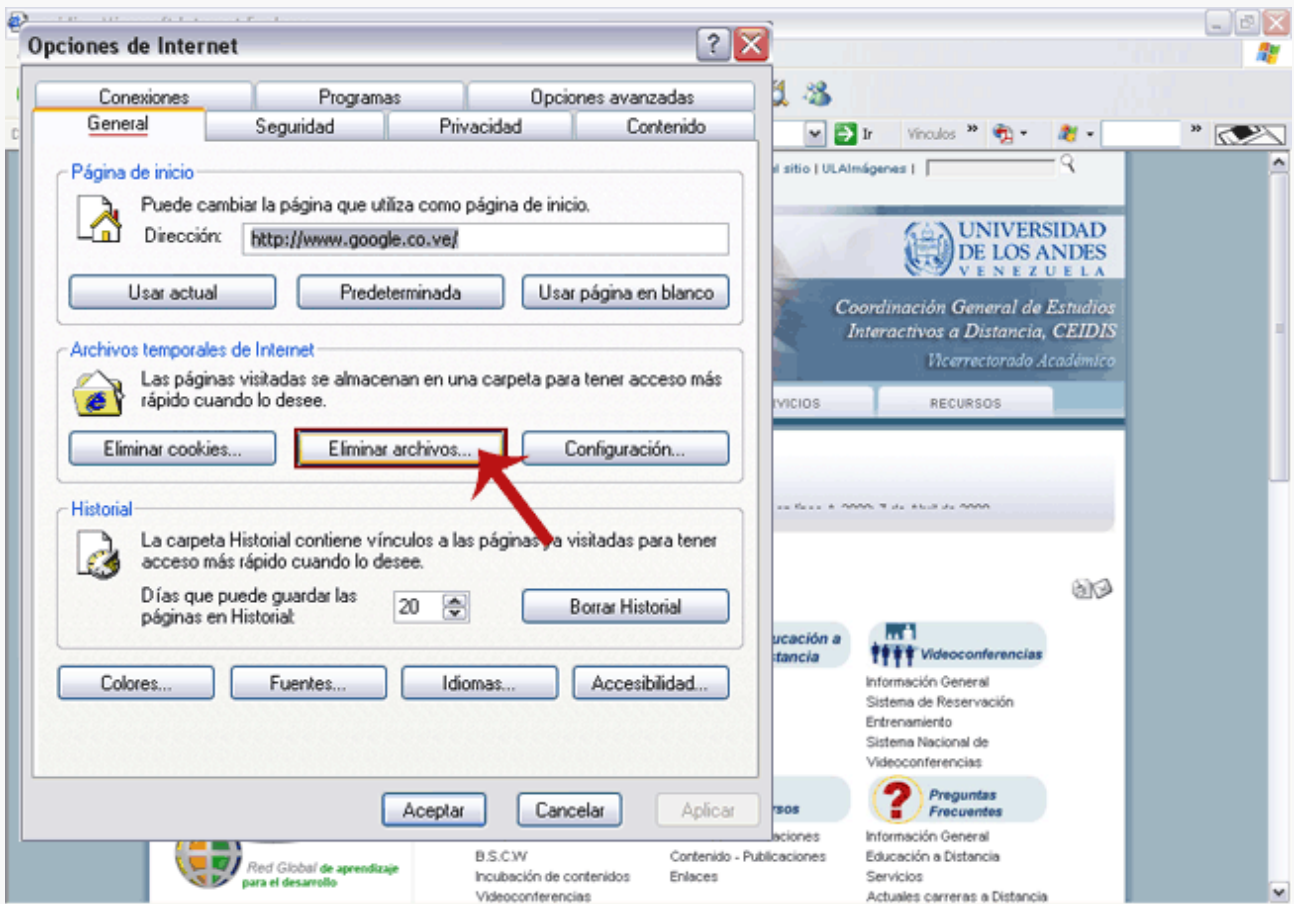 Opciones de Internet
Conexiones Programas Opciones avanzadas
General Seguridad Privacidad Contenido
Página de inicio
Puede cambiar la página que utiliza como página de inicio.
Dirección: http://www.google.co.ve/
Usar actual Predeterminada Usar página en blanco
Archivos temporales de Internet
Las páginas visitadas se almacenan en una carpeta para tener acceso más
rápido cuando lo desee.
Eliminar cookies... Eliminar archivos... Configuración...
Historial
La carpeta Historial contiene vínculos a las páginas ya visitadas para tener
acceso más rápido cuando lo desee.
Días que puede guardar las
páginas en Historial: 20 Borrar Historial
Colores... Fuentes... Idiomas... Accesibilidad...
Aceptar Cancelar Aplicar
Ir Vínculos
sitio | ULAImágenes |
UNIVERSIDAD
DE LOS ANDES
VENEZUELA
Coordinación General de Estudios
Interactivos a Distancia, CEIDIS
Vicerrectorado Académico
RECURSOS
Videoconferencias
Información General
Sistema de Reservación
Entrenamiento
Sistema Nacional de
Videoconferencias
Preguntas
Frecuentes
Información General
Educación a Distancia
Servicios
Actuales carreras a Distancia
Contenido - Publicaciones
Enlaces
B.S.C.W
Incubación de contenidos
Videoconferencias
Red Global de aprendizaje
para el desarrollo